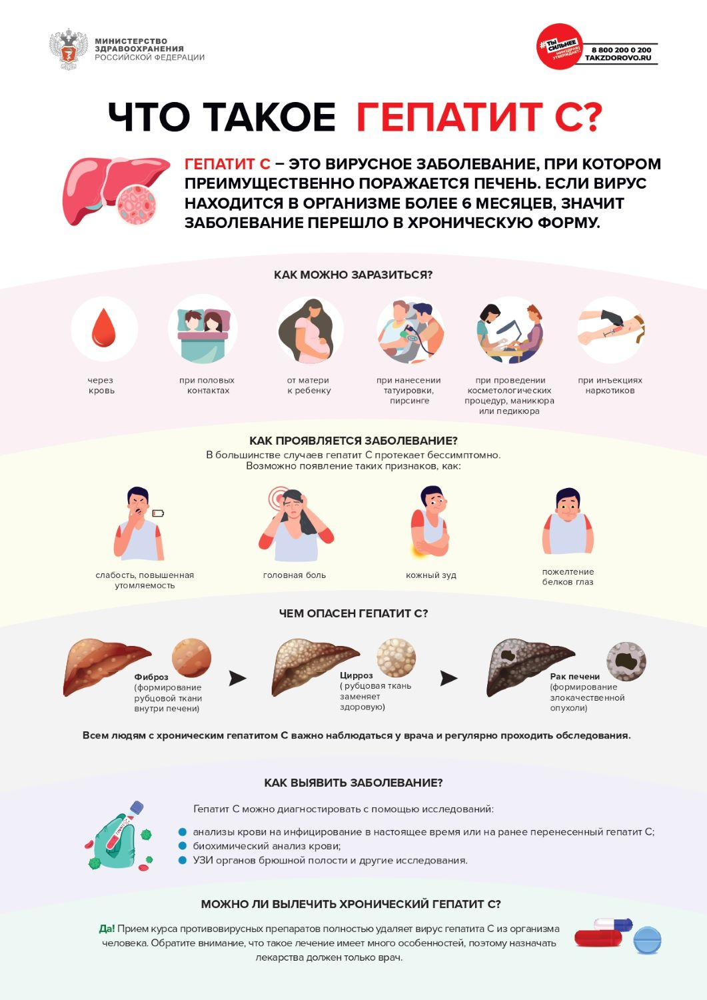 МИНИСТЕРСТВО
ЗДРАВООХРАНЕНИЯ
РОССИЙСКОЙ ФЕДЕРАЦИИ
#ТЫ
СИЛЬНЕЕ
МИНЗДРАВ
УТВЕРЖДАЕТ!
8 800 200 0 200
TAKZDOROVO.RU
ЧТО ТАКОЕ ГЕПАТИТ С?
ГЕПАТИТ С – ЭТО ВИРУСНОЕ ЗАБОЛЕВАНИЕ, ПРИ КОТОРОМ
ПРЕИМУЩЕСТВЕННО ПОРАЖАЕТСЯ ПЕЧЕНЬ. ЕСЛИ ВИРУС
НАХОДИТСЯ В ОРГАНИЗМЕ БОЛЕЕ 6 МЕСЯЦЕВ, ЗНАЧИТ
ЗАБОЛЕВАНИЕ ПЕРЕШЛО В ХРОНИЧЕСКУЮ ФОРМУ.
КАК МОЖНО ЗАРАЗИТЬСЯ?
через
кровь
при половых
контактах
от матери
к ребенку
при нанесении
татуировки,
пирсинге
при проведении
косметологических
процедур, маникюра
или педикюра
при инъекциях
наркотиков
КАК ПРОЯВЛЯЕТСЯ ЗАБОЛЕВАНИЕ?
В большинстве случаев гепатит С протекает бессимптомно.
Возможно появление таких признаков, как:
слабость, повышенная
утомляемость
головная боль
кожный зуд
пожелтение
белков глаз
ЧЕМ ОПАСЕН ГЕПАТИТ С?
Фиброз
(формирование
рубцовой ткани
внутри печени)
Цирроз
( рубцовая ткань
заменяет
здоровую)
Рак печени
(формирование
злокачественной
опухоли)
Всем людям с хроническим гепатитом С важно наблюдаться у врача и регулярно проходить обследования.
КАК ВЫЯВИТЬ ЗАБОЛЕВАНИЕ?
Гепатит С можно диагностировать с помощью исследований:
анализы крови на инфицирование в настоящее время или на ранее перенесенный гепатит С;
биохимический анализ крови;
УЗИ органов брюшной полости и другие исследования.
МОЖНО ЛИ ВЫЛЕЧИТЬ ХРОНИЧЕСКИЙ ГЕПАТИТ С?
Да! Прием курса противовирусных препаратов полностью удаляет вирус гепатита С из организма
человека. Обратите внимание, что такое лечение имеет много особенностей, поэтому назначать
лекарства должен только врач.